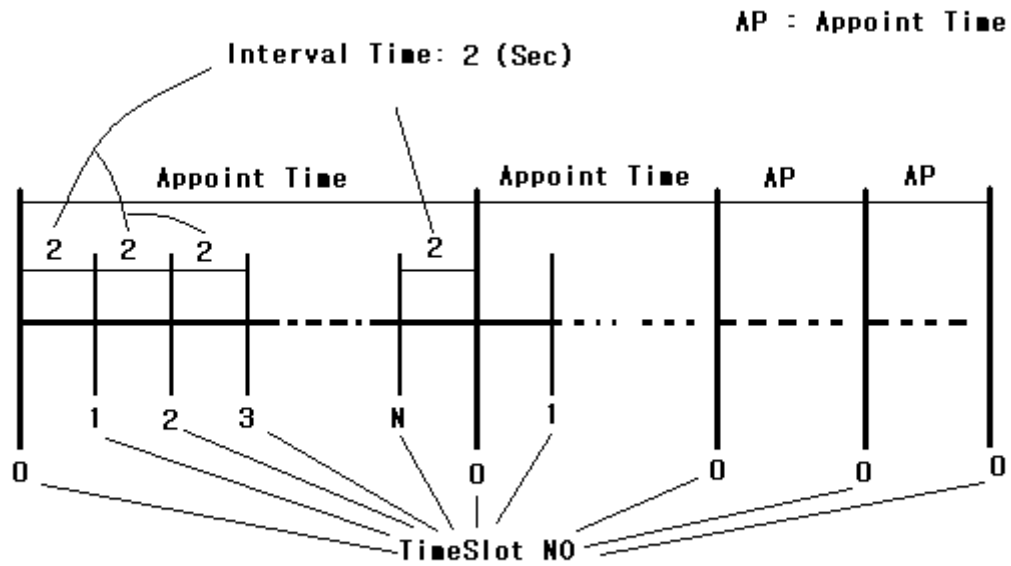 AP : Appoint Time
Interval Time: 2 (Sec)
Appoint Time Appoint Time AP AP
2 2 2 2
1 2 3 N 1
0 0 0 0 0
TimeSlot NO